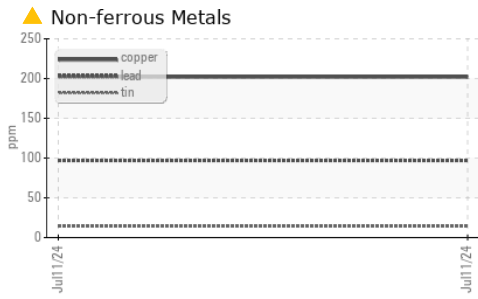 Non-ferrous Metals
250
200
150
100
50
0
ppm
copper
lead
tin
Jul11/24
Jul11/24